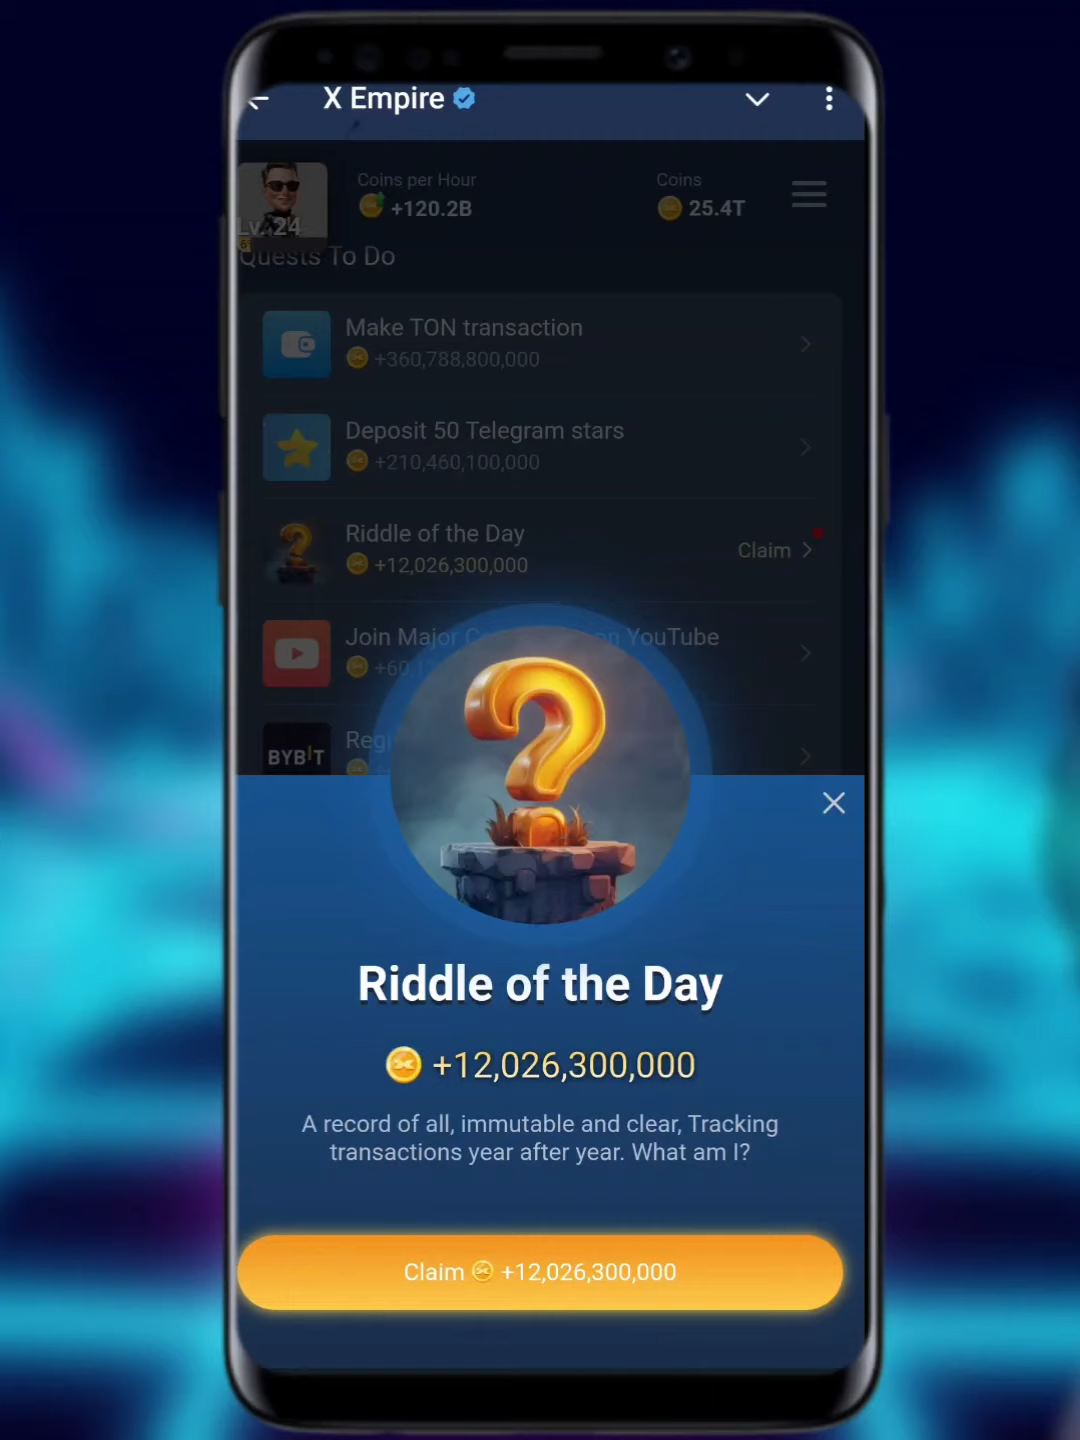 X Empire
Coins per Hour
+120.2B
Coins
25.4T
Lv. 24
Quests To Do
Make TON transaction
+360,788,800,000
Deposit 50 Telegram stars
+210,460,100,000
Riddle of the Day
+12,026,300,000
Claim
Join Major on YouTube
BYBIT
Riddle of the Day
+12,026,300,000
A record of all, immutable and clear, Tracking
transactions year after year. What am I?
Claim +12,026,300,000